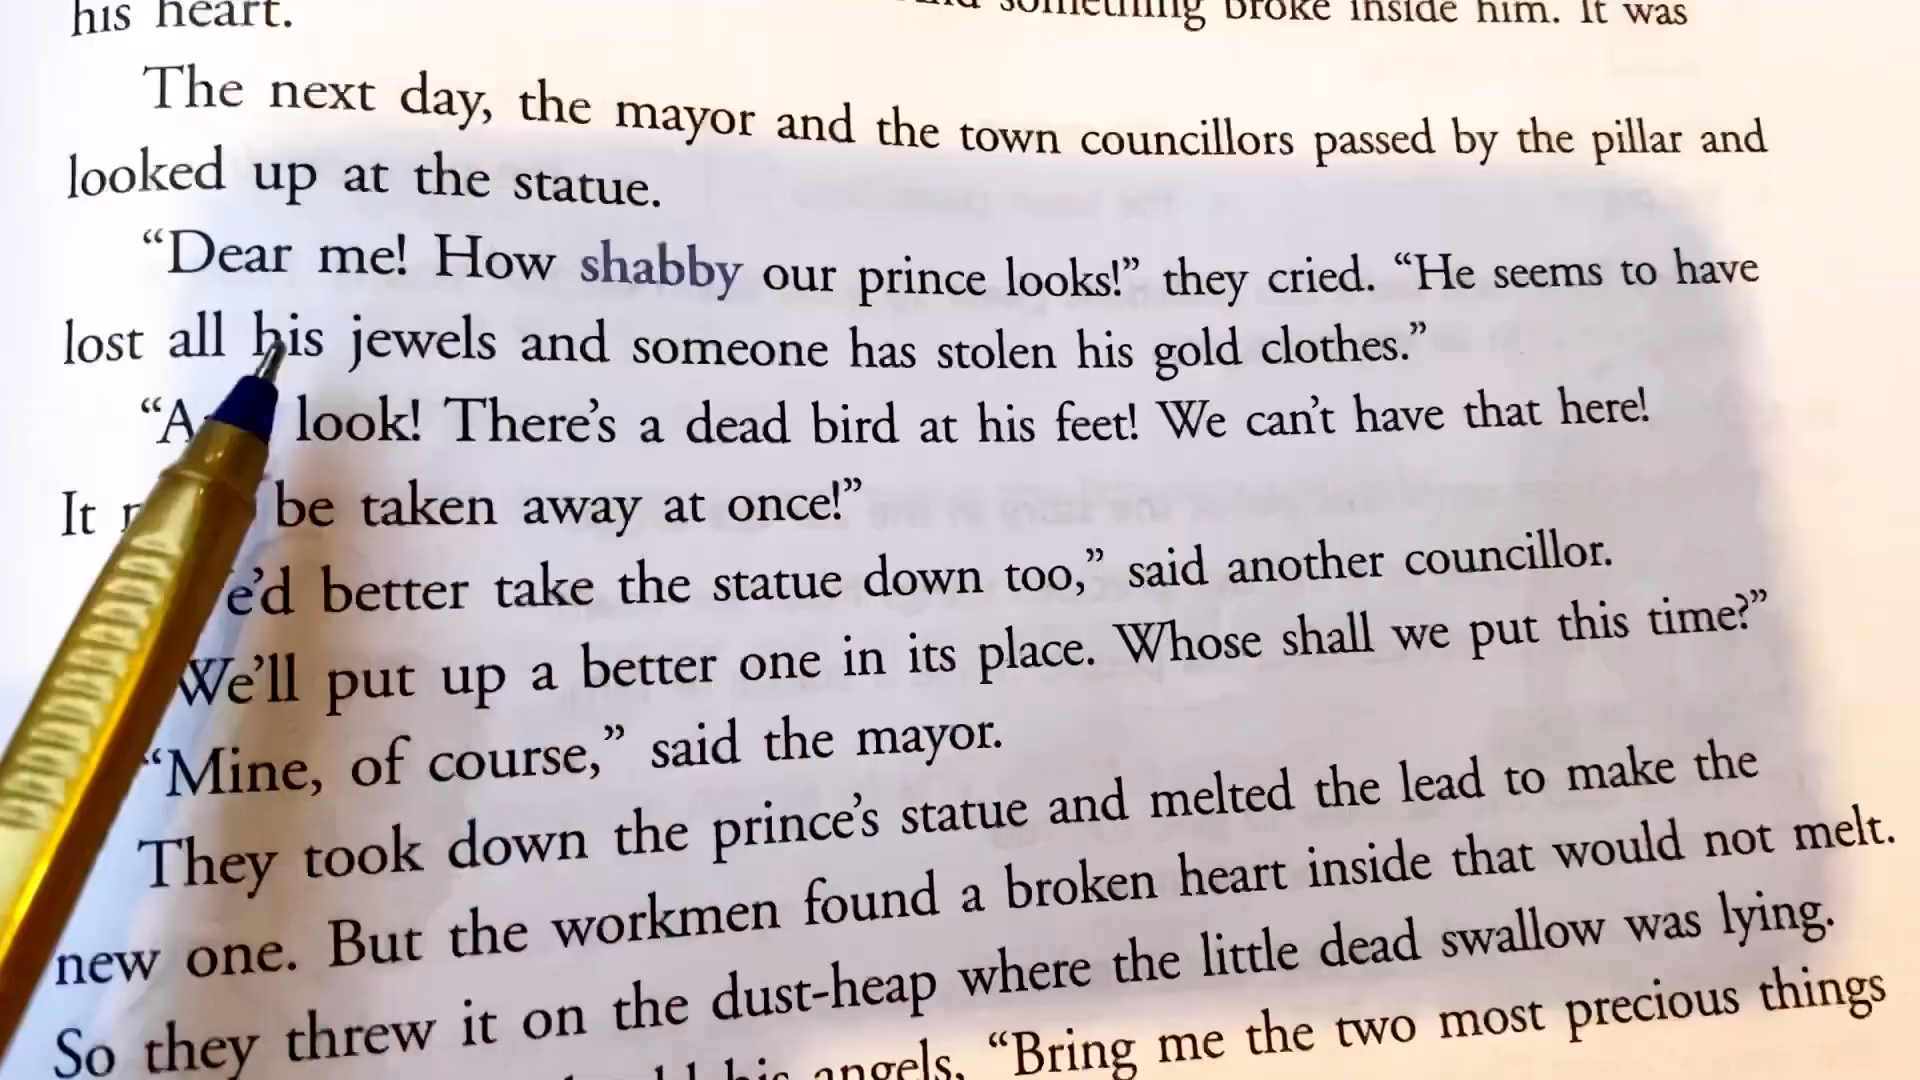 his heart. something broke inside him. It was
The next day, the mayor and the town councillors passed by the pillar and
looked up at the statue.
“Dear me! How shabby our prince looks!” they cried. “He seems to have
lost all his jewels and someone has stolen his gold clothes.”
look! There’s a dead bird at his feet! We can’t have that here!
It be taken away at once!”
better take the statue down too,” said another councillor.
We’ll put up a better one in its place. Whose shall we put this time?”
“Mine, of course,” said the mayor.
They took down the prince’s statue and melted the lead to make the
new one. But the workmen found a broken heart inside that would not melt.
So they threw it on the dust-heap where the little dead swallow was lying.
his angels, “Bring me the two most precious things